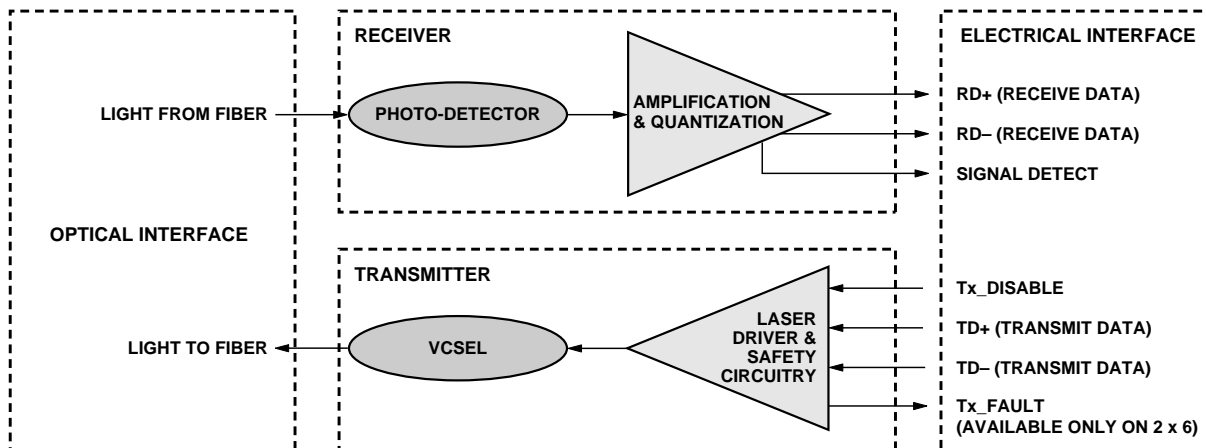 RECEIVER
ELECTRICAL INTERFACE
LIGHT FROM FIBER
PHOTO-DETECTOR
AMPLIFICATION
& QUANTIZATION
RD+ (RECEIVE DATA)
RD– (RECEIVE DATA)
SIGNAL DETECT
OPTICAL INTERFACE
TRANSMITTER
LIGHT TO FIBER
VCSEL
LASER
DRIVER &
SAFETY
CIRCUITRY
Tx_DISABLE
TD+ (TRANSMIT DATA)
TD– (TRANSMIT DATA)
Tx_FAULT
(AVAILABLE ONLY ON 2 x 6)